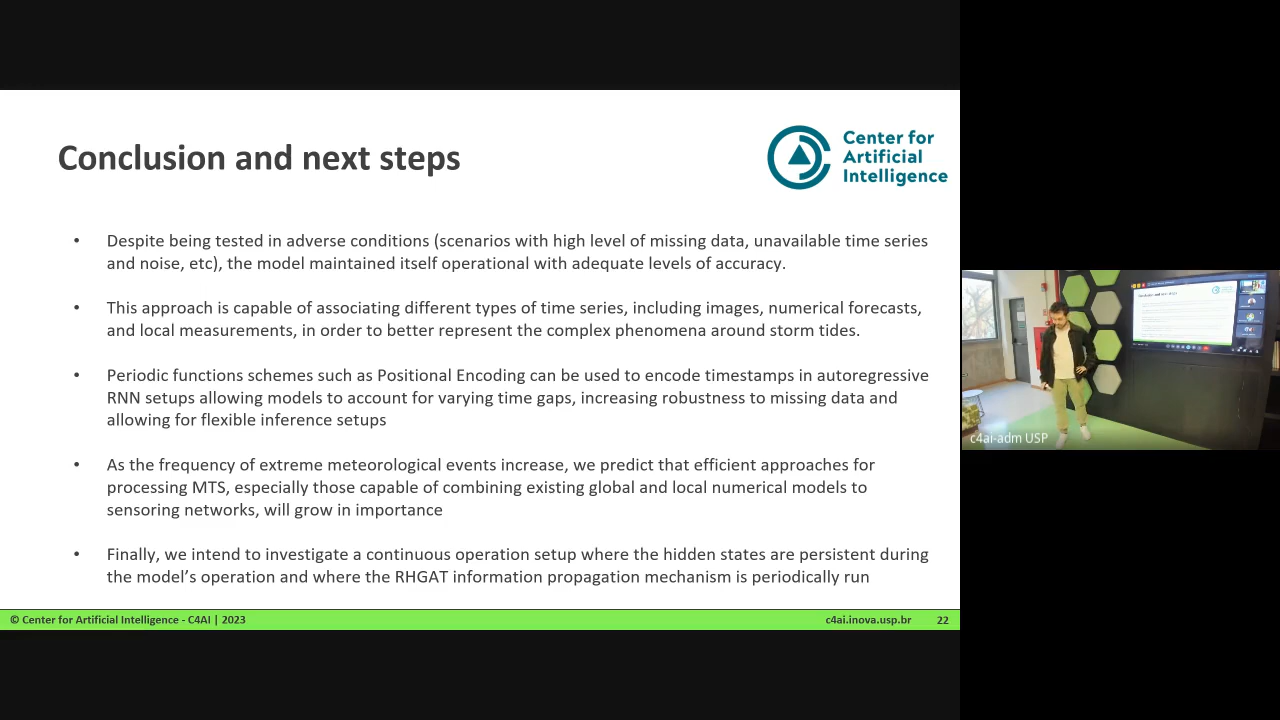 Conclusion and next steps
Center for
Artificial
Intelligence
• Despite being tested in adverse conditions (scenarios with high level of missing data, unavailable time series
and noise, etc), the model maintained itself operational with adequate levels of accuracy.
• This approach is capable of associating different types of time series, including images, numerical forecasts,
and local measurements, in order to better represent the complex phenomena around storm tides.
• Periodic functions schemes such as Positional Encoding can be used to encode timestamps in autoregressive
RNN setups allowing models to account for varying time gaps, increasing robustness to missing data and
allowing for flexible inference setups
• As the frequency of extreme meteorological events increase, we predict that efficient approaches for
processing MTS, especially those capable of combining existing global and local numerical models to
sensoring networks, will grow in importance
• Finally, we intend to investigate a continuous operation setup where the hidden states are persistent during
the model's operation and where the RHGAT information propagation mechanism is periodically run
© Center for Artificial Intelligence - C4AI | 2023
c4ai.inova.usp.br 22
c4ai-adm USP